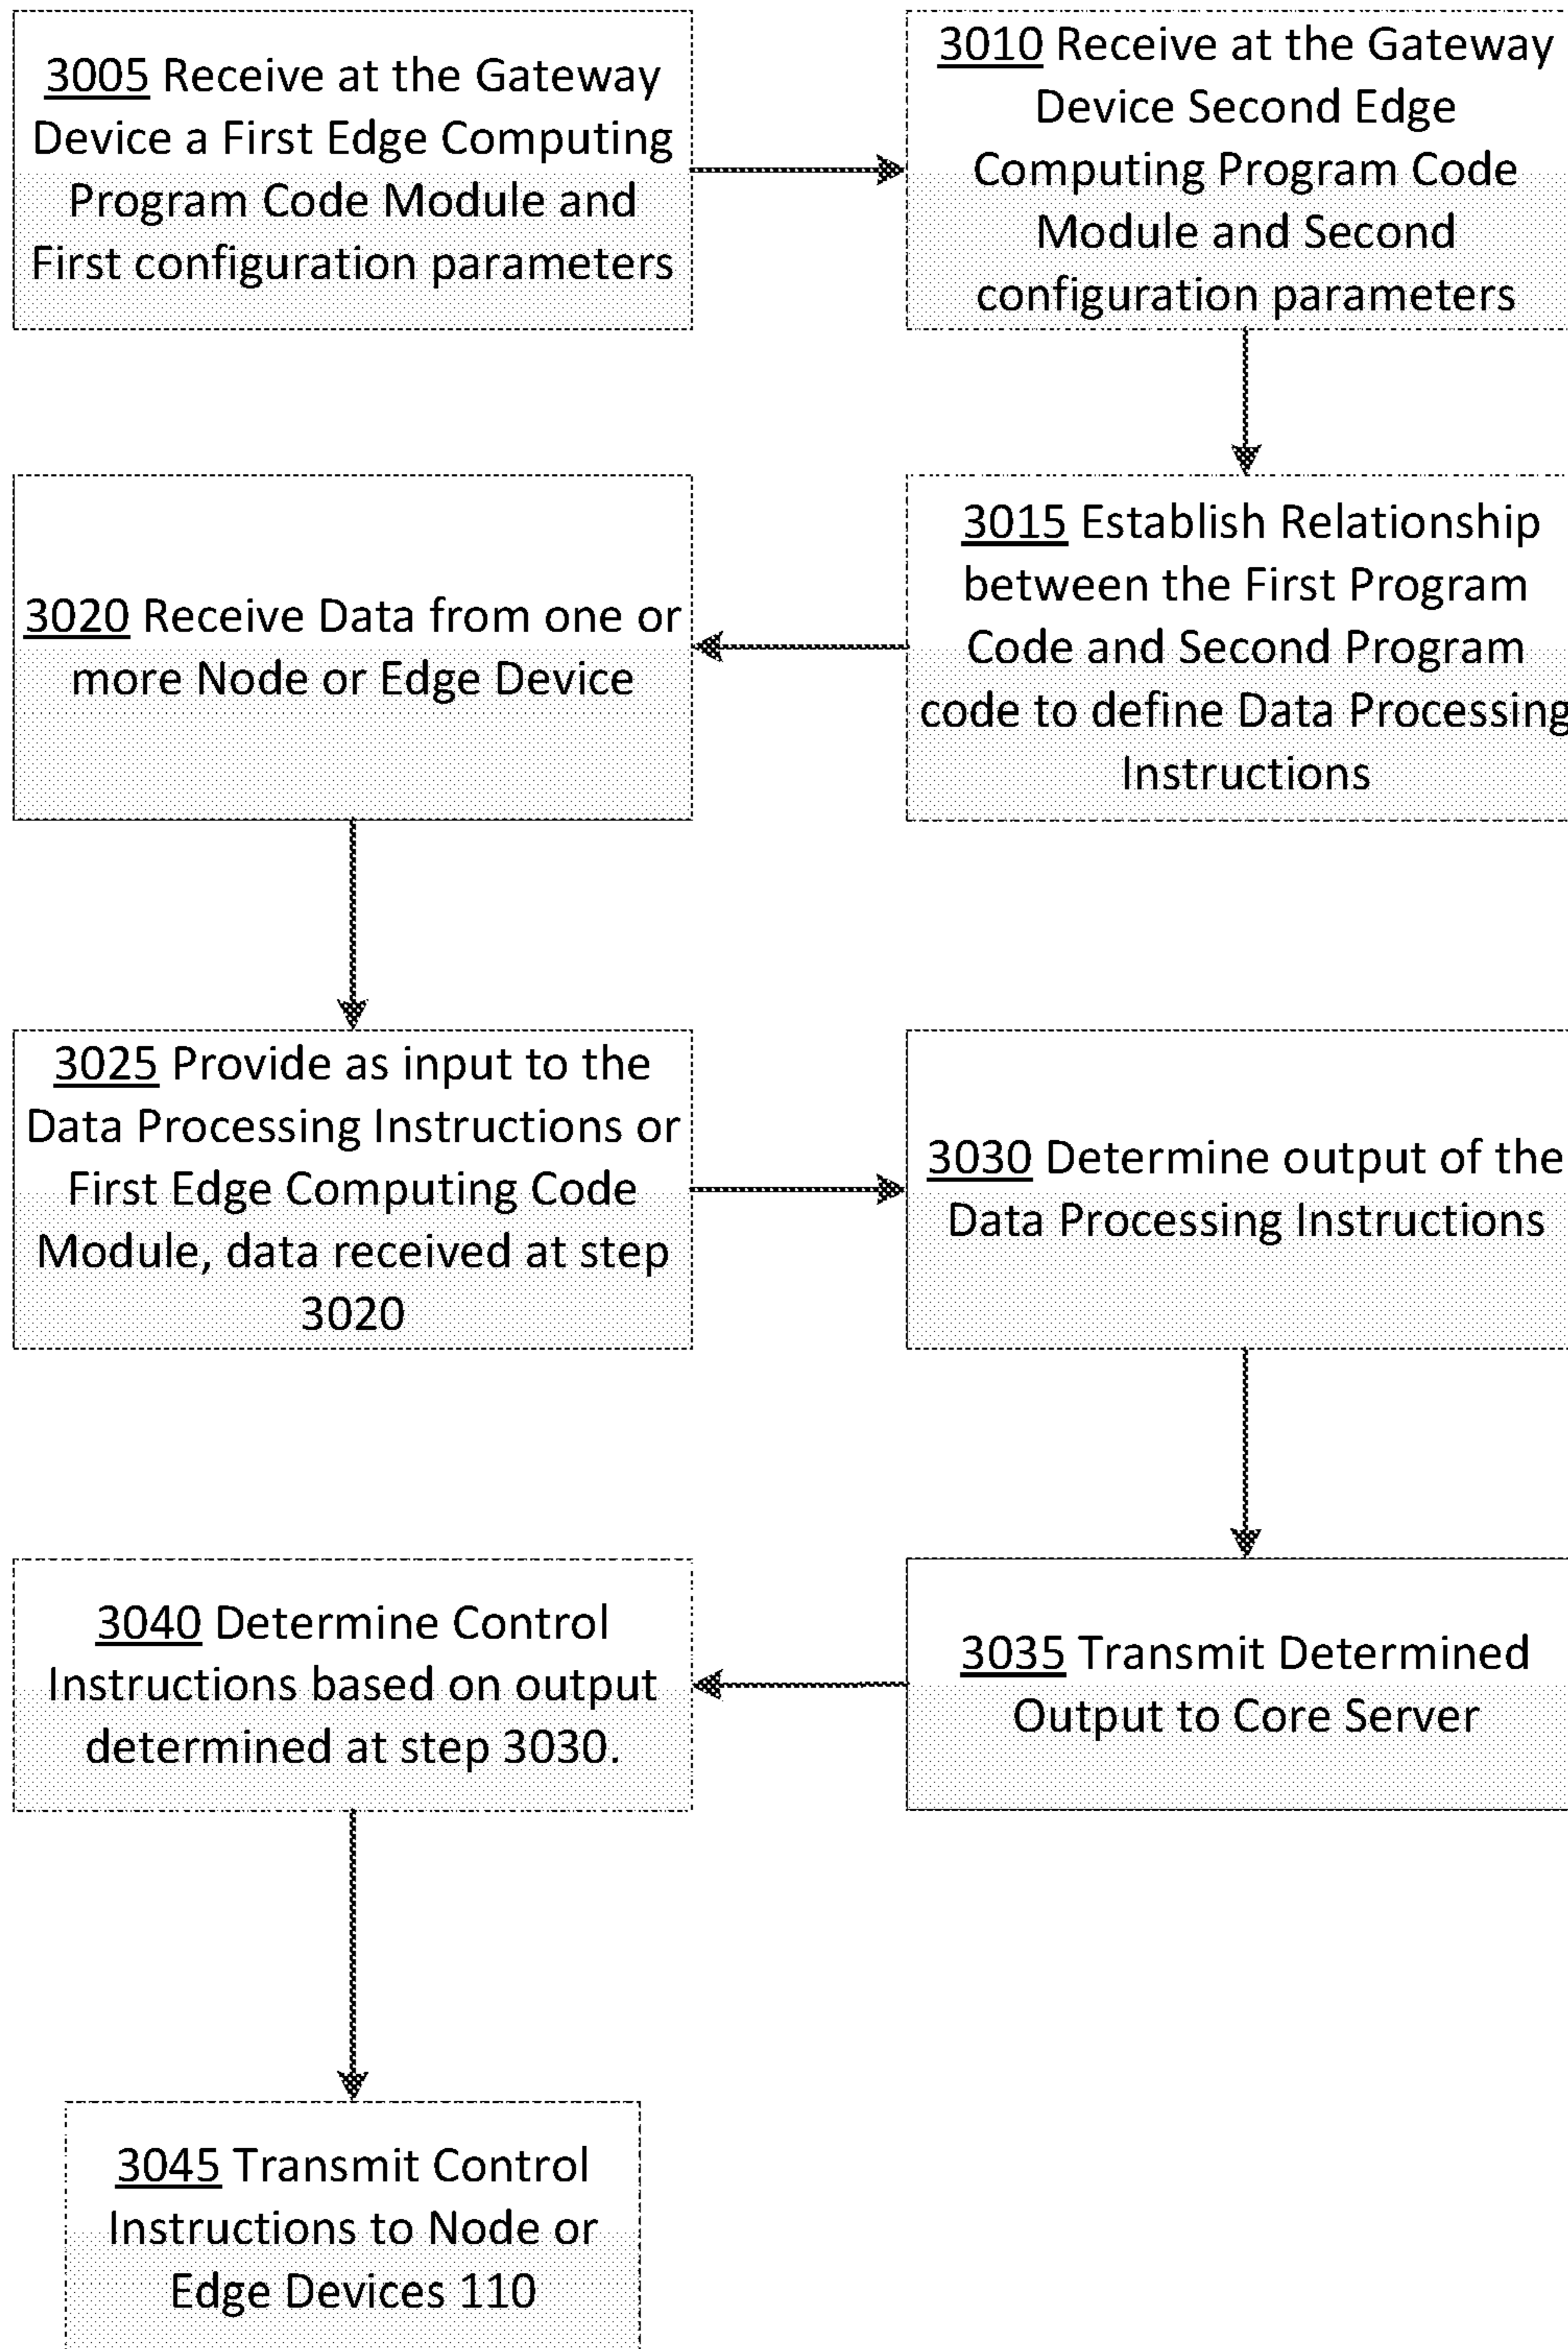 3005 Receive at the Gateway
Device a First Edge Computing
Program Code Module and
First configuration parameters
3010 Receive at the Gateway
Device Second Edge
Computing Program Code
Module and Second
configuration parameters
3015 Establish Relationship
between the First Program
Code and Second Program
code to define Data Processing
Instructions
3020 Receive Data from one or
more Node or Edge Device
3025 Provide as input to the
Data Processing Instructions or
First Edge Computing Code
Module, data received at step
3020
3030 Determine output of the
Data Processing Instructions
3035 Transmit Determined
Output to Core Server
3040 Determine Control
Instructions based on output
determined at step 3030.
3045 Transmit Control
Instructions to Node or
Edge Devices 110